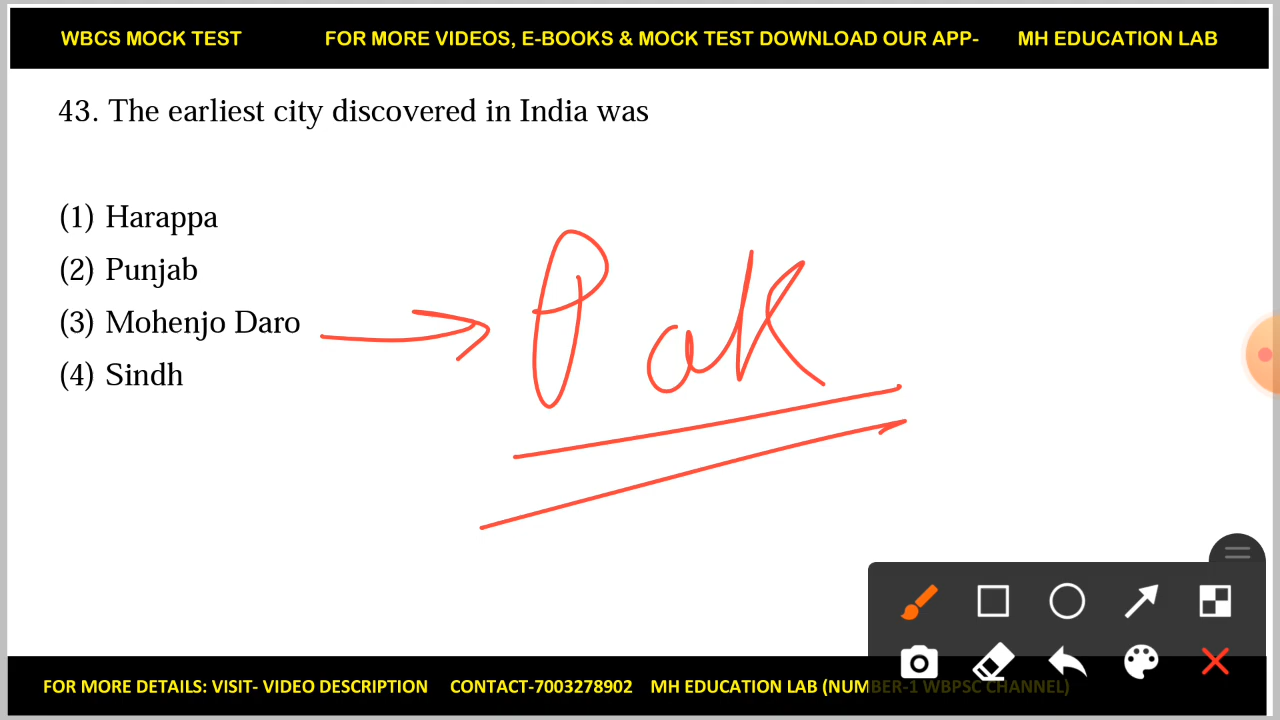 WBCS MOCK TEST FOR MORE VIDEOS, E-BOOKS & MOCK TEST DOWNLOAD OUR APP- MH EDUCATION LAB
43. The earliest city discovered in India was
(1) Harappa
(2) Punjab
(3) Mohenjo Daro
(4) Sindh
Pak
FOR MORE DETAILS: VISIT- VIDEO DESCRIPTION CONTACT-7003278902 MH EDUCATION LAB (NUMBER-1 WBPSC CHANNEL)